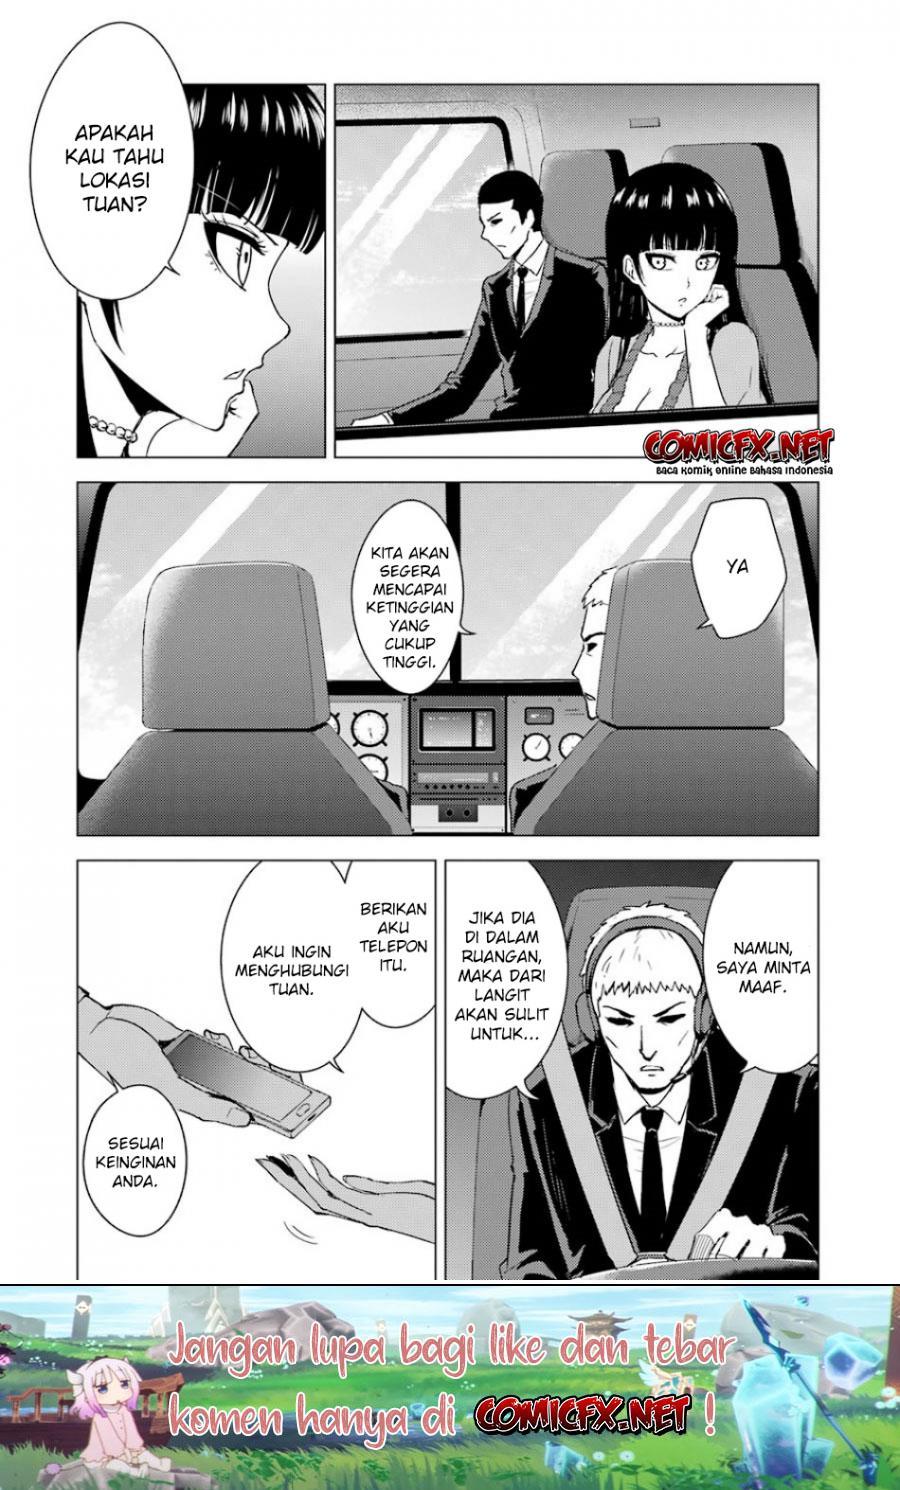 APAKAH
KAU TAHU
LOKASI
TUAN?
COMICFX.NET
Baca Komik Online Bahasa Indonesia
KITA AKAN
SEGERA
MENCAPAI
KETINGGIAN
YANG
CUKUP
TINGGI.
YA
BERIKAN
AKU
TELEPON
ITU.
AKU INGIN
MENGHUBUNGI
TUAN.
SESUAI
KEINGINAN
ANDA.
JIKA DIA
DI DALAM
RUANGAN,
MAKA DARI
LANGIT
AKAN SULIT
UNTUK...
NAMUN,
SAYA MINTA
MAAF.
Jangan lupa bagi like dan tebar
komen hanya di COMICFX.NET !